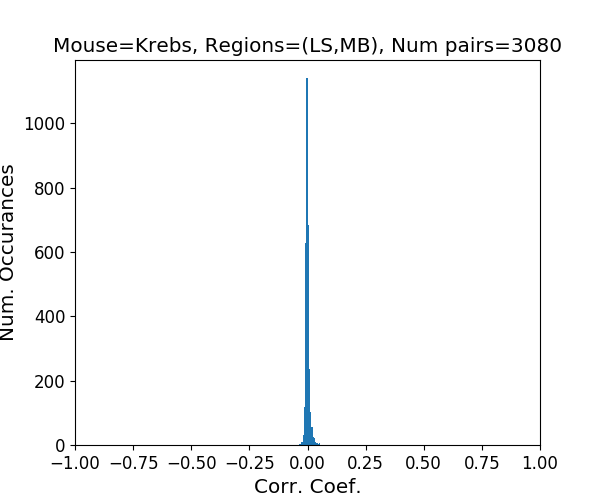 Mouse=Krebs, Regions=(LS,MB), Num pairs=3080
Num. Occurances
1000
800
600
400
200
0
−1.00 −0.75 −0.50 −0.25 0.00 0.25 0.50 0.75 1.00
Corr. Coef.